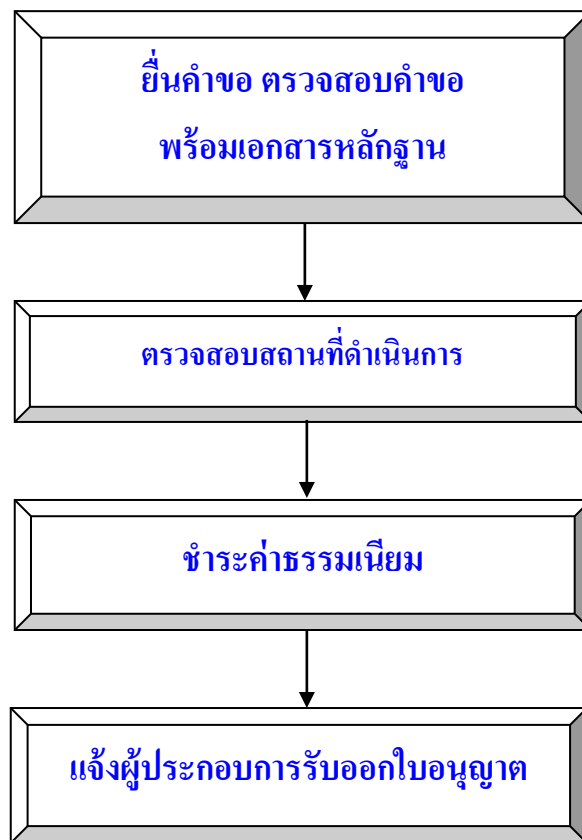 ยื่นคำขอ ตรวจสอบคำขอ
พร้อมเอกสารหลักฐาน
ตรวจสอบสถานที่ดำเนินการ
ชำระค่าธรรมเนียม
แจ้งผู้ประกอบการรับออกใบอนุญาต